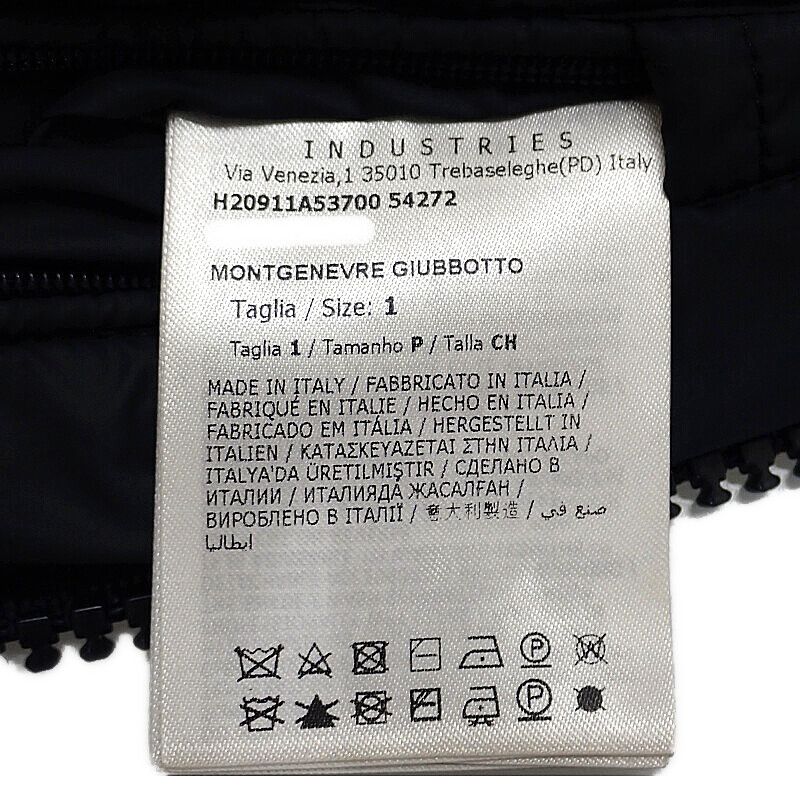 INDUSTRIES
Via Venezia,1 35010 Trebaseleghe(PD) Italy
H20911A53700 54272
MONTGENEVRE GIUBBOTTO
Taglia / Size: 1
Taglia 1 / Tamanho P / Talla CH
MADE IN ITALY / FABBRICATO IN ITALIA /
FABRIQUÉ EN ITALIE / HECHO EN ITALIA /
FABRICADO EM ITÁLIA / HERGESTELLT IN
ITALIEN / ΚΑΤΑΣΚΕΥΑΖΕΤΑΙ ΣΤΗΝ ΙΤΑΛΙΑ /
ITALYA'DA ÜRETILMIŞTIR / СДЕЛАНО В
ИТАЛИИ / ИТАЛИЯДА ЖАСАЛҒАН /
ВИРОБЛЕНО В ІТАЛІЇ / 意大利製造 / صنع في
ايطاليا
P
P